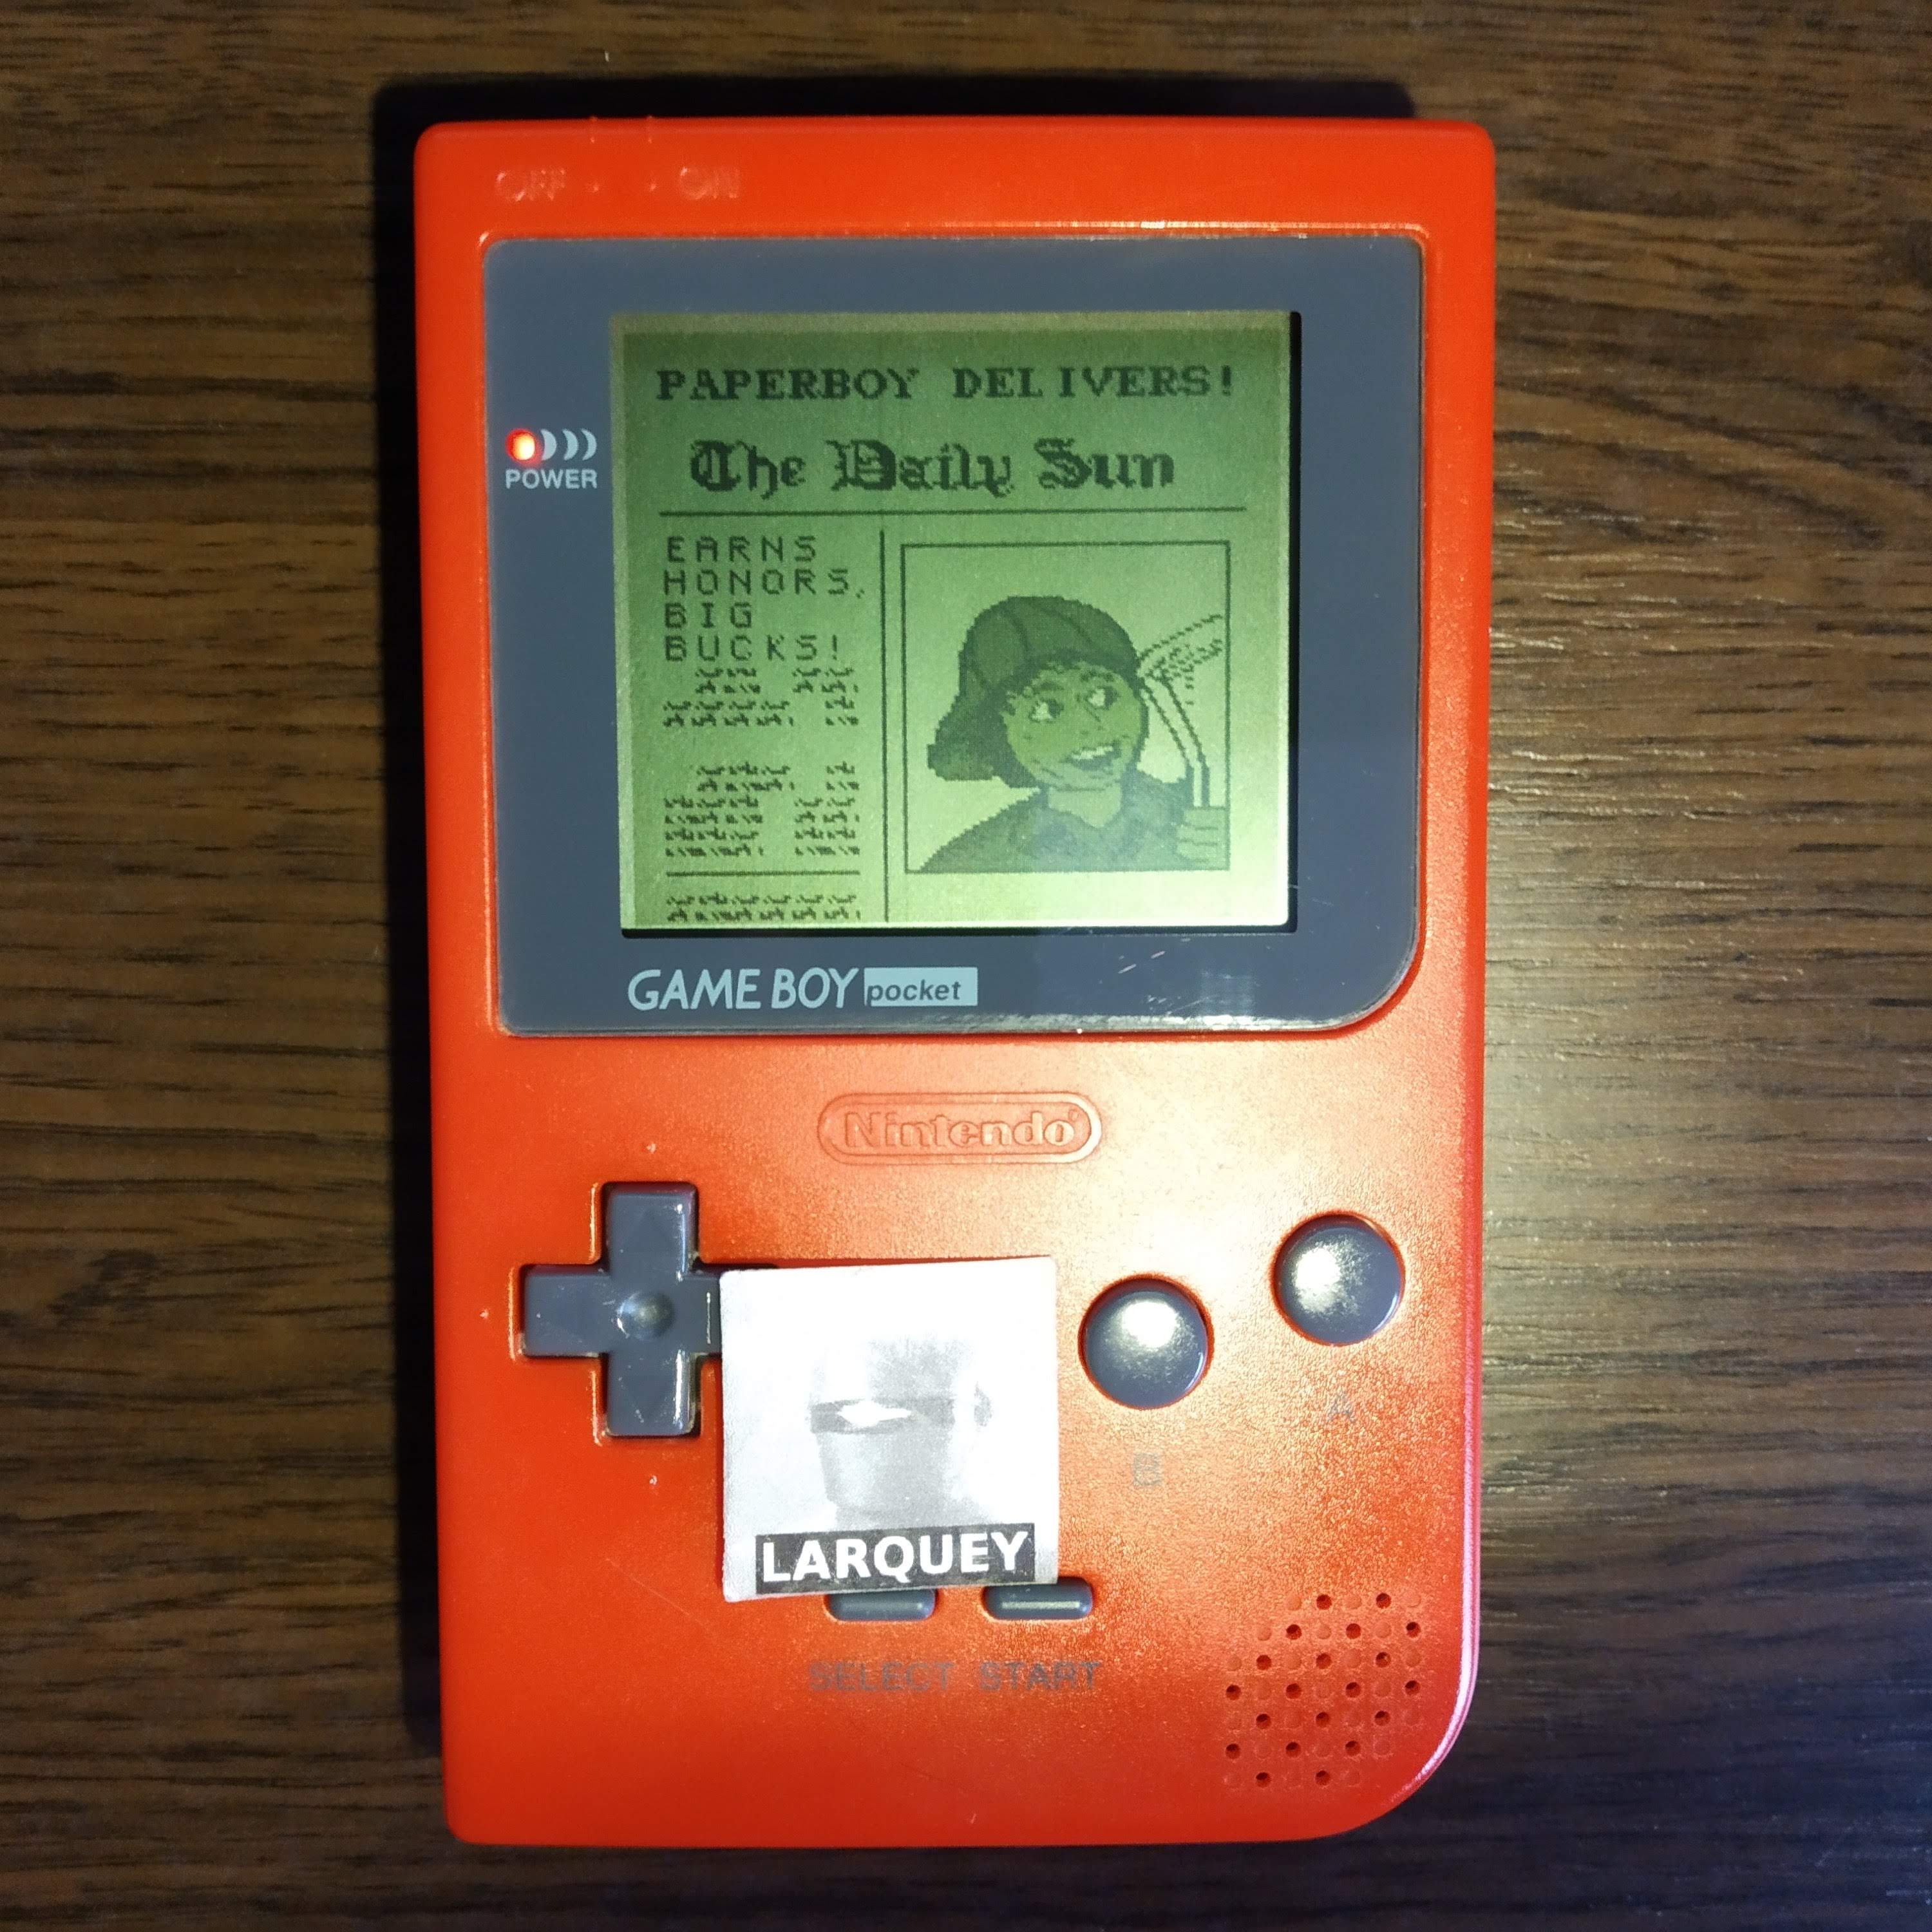 OFF ON
PAPERBOY DELIVERS!
The Daily Sun
EARNS
HONORS,
BIG
BUCKS!
POWER
GAME BOY pocket
Nintendo
A
B
LARQUEY
SELECT START